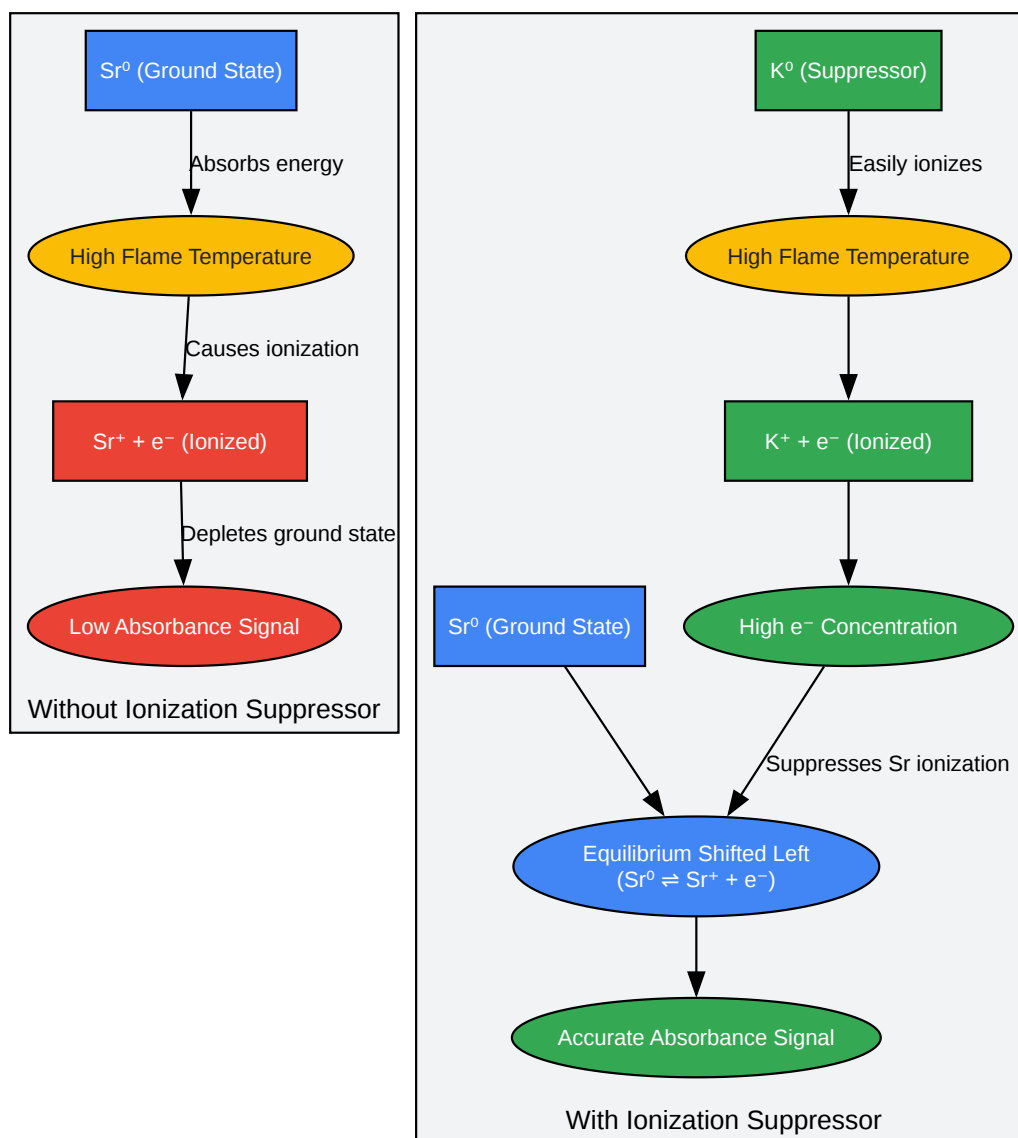 Sr⁰ (Ground State)
Absorbs energy
High Flame Temperature
Causes ionization
Sr⁺ + e⁻ (Ionized)
Depletes ground state
Low Absorbance Signal
Without Ionization Suppressor
K⁰ (Suppressor)
Easily ionizes
High Flame Temperature
K⁺ + e⁻ (Ionized)
Sr⁰ (Ground State)
High e⁻ Concentration
Suppresses Sr ionization
Equilibrium Shifted Left
(Sr⁰ ⇌ Sr⁺ + e⁻)
Accurate Absorbance Signal
With Ionization Suppressor